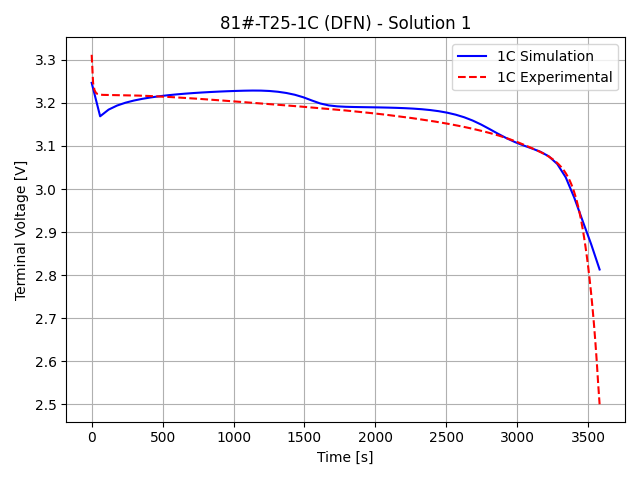 81#-T25-1C (DFN) - Solution 1
1C Simulation
1C Experimental
Terminal Voltage [V]
3.3
3.2
3.1
3.0
2.9
2.8
2.7
2.6
2.5
0 500 1000 1500 2000 2500 3000 3500
Time [s]